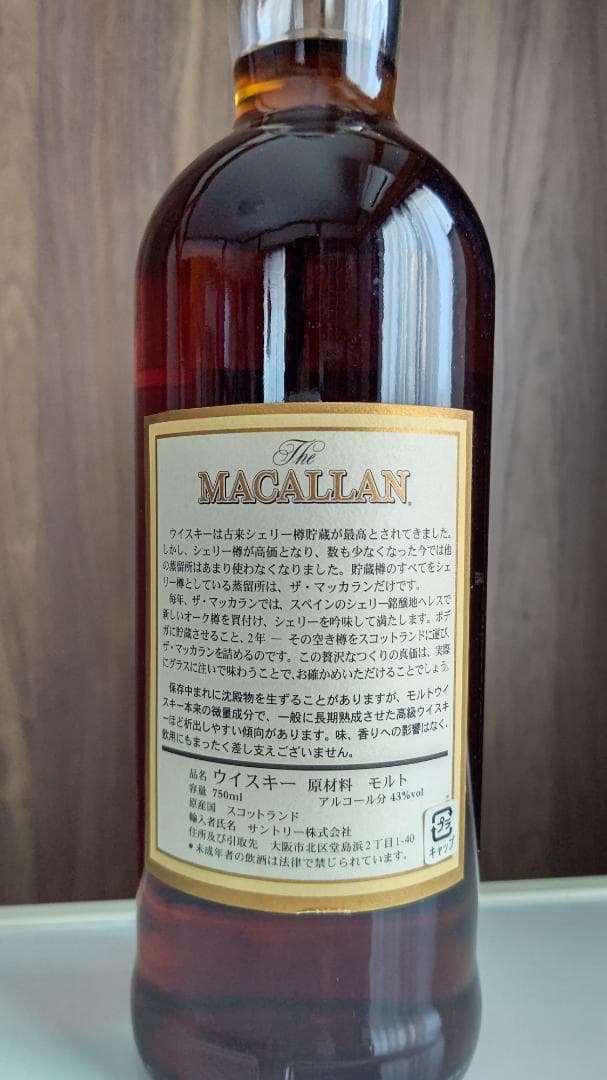 The
MACALLAN
ウイスキーは古来シェリー樽貯蔵が最高とされてきました。
しかし、シェリー樽が高価となり、数も少なくなった今では他
の蒸留所はあまり使わなくなりました。貯蔵樽のすべてをシェ
リー樽としている蒸留所は、ザ・マッカランだけです。
毎年、ザ・マッカランでは、スペインのシェリー銘醸地ヘレスで
新しいオーク樽を買付け、シェリーを吟味して満たします。ボデ
ガに貯蔵させること、2年 ― その空き樽をスコットランドに運び、
ザ・マッカランを詰めるのです。この贅沢なつくりの真価は、実際
にグラスに注いで味わうことで、お確かめいただけることでしょう。
保存中まれに沈殿物を生ずることがありますが、モルトウイ
スキー本来の微量成分で、一般に長期熟成させた高級ウイスキ
ーほど析出しやすい傾向があります。味、香りへの影響はなく、
飲用にもまったく差し支えございません。
品名 ウイスキー 原材料 モルト
容量 750ml アルコール分 43%vol
原産国 スコットランド
輸入者氏名 サントリー株式会社
住所及び引取先 大阪市北区堂島浜2丁目1-40
*未成年者の飲酒は法律で禁じられています。
プラ
キャップ